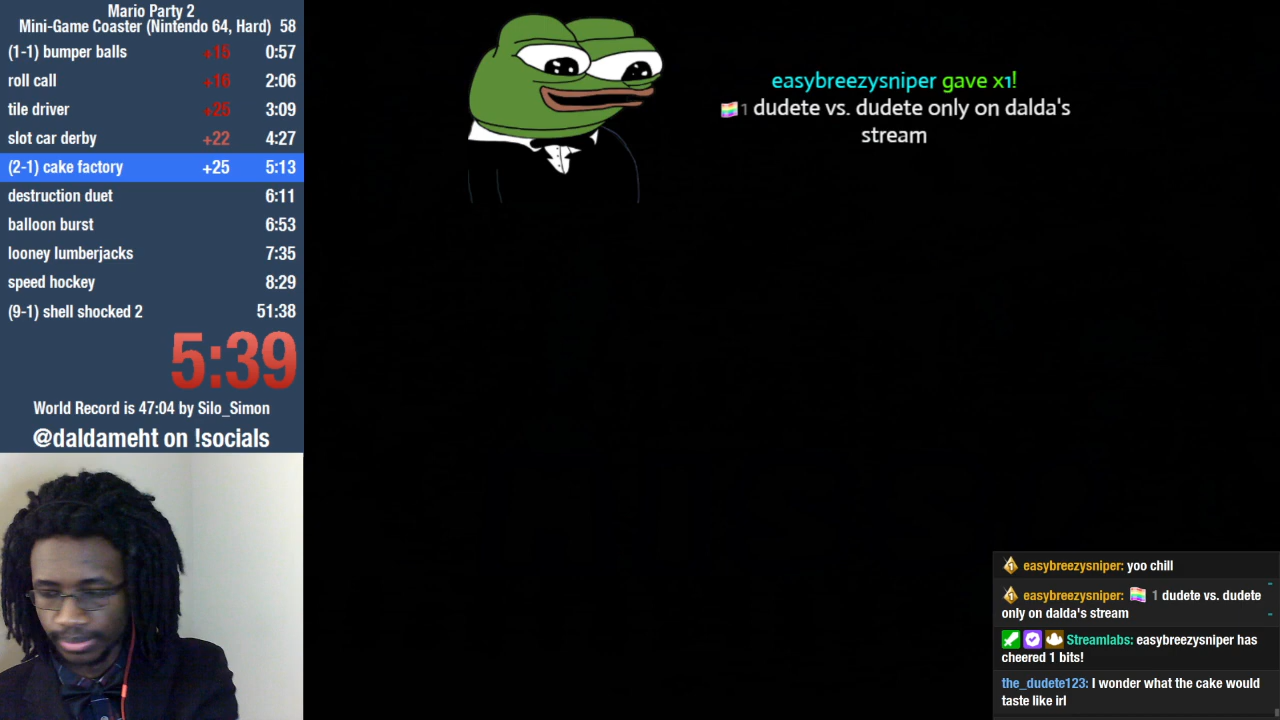 Mario Party 2
Mini-Game Coaster (Nintendo 64, Hard) 58
(1-1) bumper balls +15 0:57
roll call +16 2:06
tile driver +25 3:09
slot car derby +22 4:27
(2-1) cake factory +25 5:13
destruction duet 6:11
balloon burst 6:53
looney lumberjacks 7:35
speed hockey 8:29
(9-1) shell shocked 2 51:38
5:39
World Record is 47:04 by Silo_Simon
@daldameht on !socials
easybreezysniper gave x1!
1 dudete vs. dudete only on dalda's
stream
easybreezysniper: yoo chill
easybreezysniper: 1 dudete vs. dudete
only on dalda's stream
Streamlabs: easybreezysniper has
cheered 1 bits!
the_dudete123: I wonder what the cake would
taste like irl